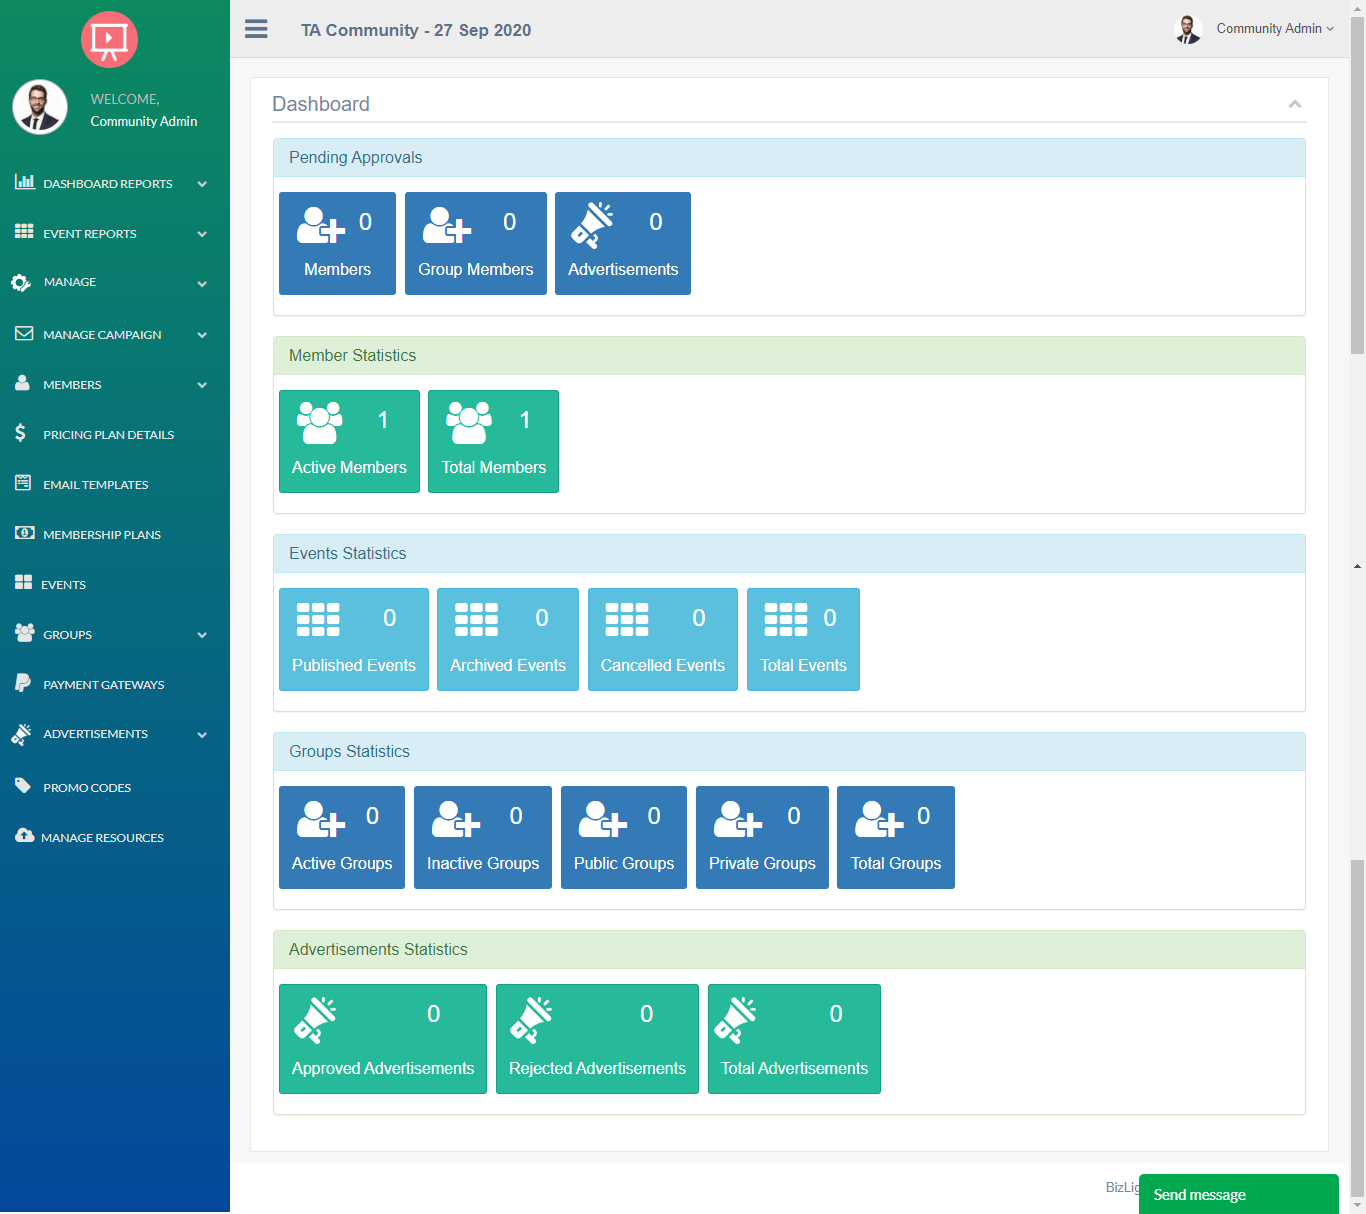 TA Community - 27 Sep 2020
Community Admin
WELCOME,
Community Admin
DASHBOARD REPORTS
EVENT REPORTS
MANAGE
MANAGE CAMPAIGN
MEMBERS
PRICING PLAN DETAILS
EMAIL TEMPLATES
MEMBERSHIP PLANS
EVENTS
GROUPS
PAYMENT GATEWAYS
ADVERTISEMENTS
PROMO CODES
MANAGE RESOURCES
Dashboard
Pending Approvals
0 0 0
Members Group Members Advertisements
Member Statistics
1 1
Active Members Total Members
Events Statistics
0 0 0 0
Published Events Archived Events Cancelled Events Total Events
Groups Statistics
0 0 0 0 0
Active Groups Inactive Groups Public Groups Private Groups Total Groups
Advertisements Statistics
0 0 0
Approved Advertisements Rejected Advertisements Total Advertisements
Send message